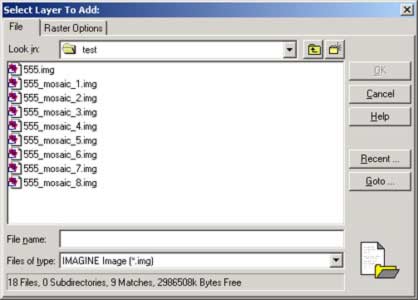 Select Layer To Add:
File Raster Options
Look in: test
555.img
555_mosaic_1.img
555_mosaic_2.img
555_mosaic_3.img
555_mosaic_4.img
555_mosaic_5.img
555_mosaic_6.img
555_mosaic_7.img
555_mosaic_8.img
OK
Cancel
Help
Recent ...
Goto ...
File name:
Files of type: IMAGINE Image (*.img)
18 Files, 0 Subdirectories, 9 Matches, 2986508k Bytes Free